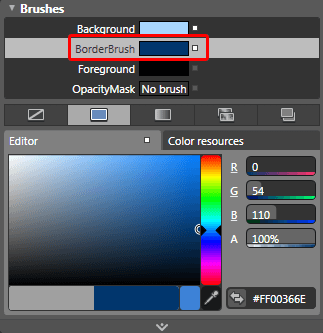 Brushes
Background
BorderBrush
Foreground
OpacityMask No brush
Editor
Color resources
R 0
G 54
B 110
A 100%
#FF00366E